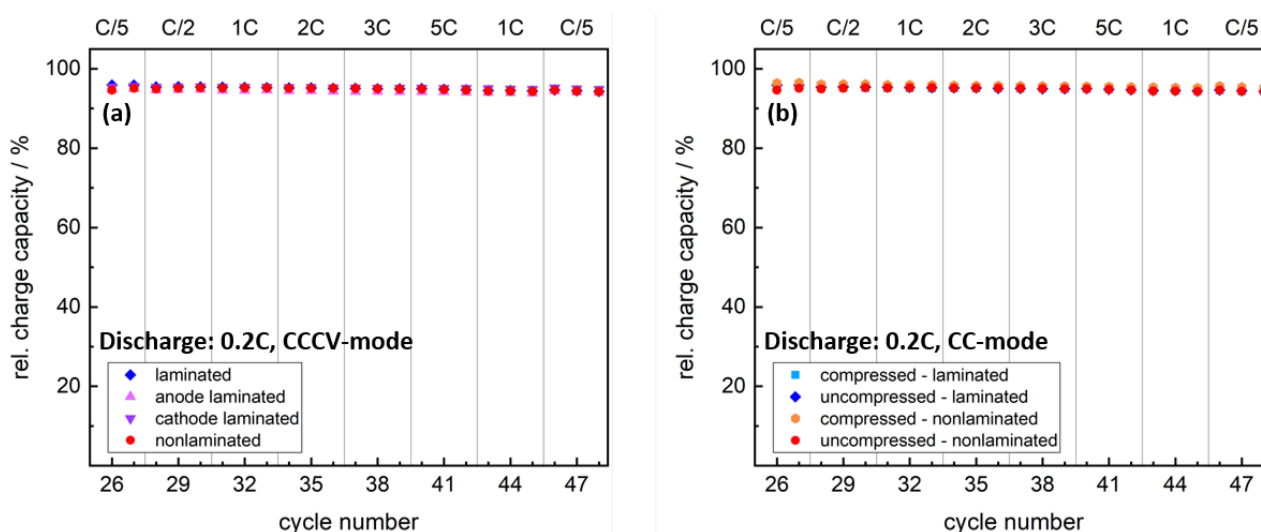 C/5 C/2 1C 2C 3C 5C 1C C/5
100
80
60
40
20
rel. charge capacity / %
(a)
Discharge: 0.2C, CCCV-mode
laminated
anode laminated
cathode laminated
nonlaminated
26 29 32 35 38 41 44 47
cycle number
C/5 C/2 1C 2C 3C 5C 1C C/5
100
80
60
40
20
rel. charge capacity / %
(b)
Discharge: 0.2C, CC-mode
compressed - laminated
uncompressed - laminated
compressed - nonlaminated
uncompressed - nonlaminated
26 29 32 35 38 41 44 47
cycle number